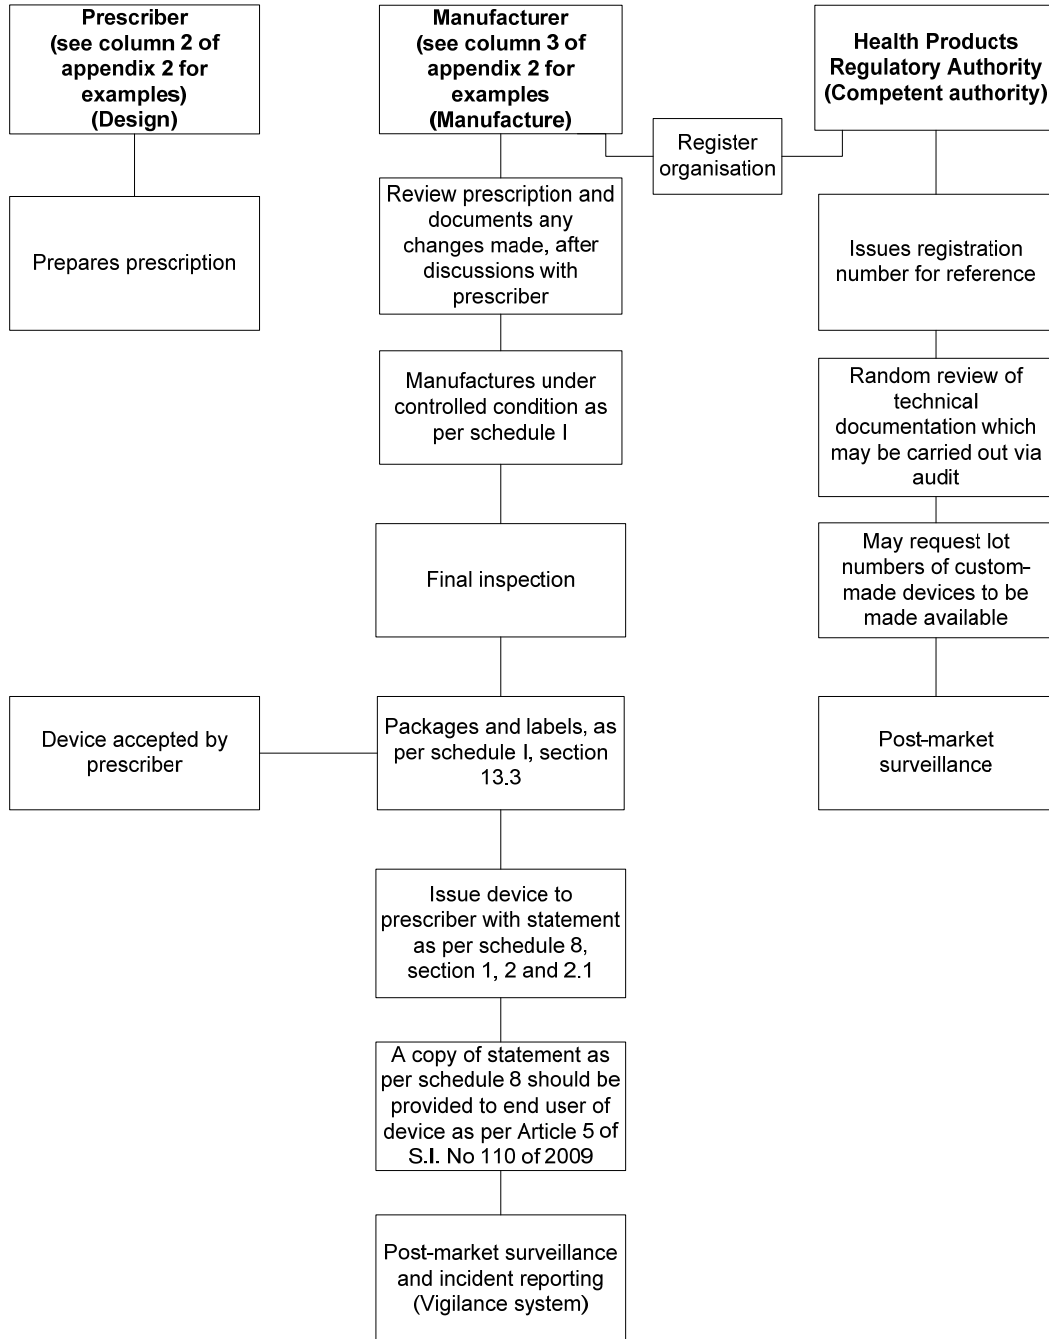 Prescriber
(see column 2 of
appendix 2 for
examples)
(Design)
Manufacturer
(see column 3 of
appendix 2 for
examples
(Manufacture)
Health Products
Regulatory Authority
(Competent authority)
Register
organisation
Prepares prescription
Review prescription and
documents any
changes made, after
discussions with
prescriber
Issues registration
number for reference
Manufactures under
controlled condition as
per schedule I
Random review of
technical
documentation which
may be carried out via
audit
Final inspection
May request lot
numbers of custom-
made devices to be
made available
Device accepted by
prescriber
Packages and labels, as
per schedule I, section
13.3
Post-market
surveillance
Issue device to
prescriber with statement
as per schedule 8,
section 1, 2 and 2.1
A copy of statement as
per schedule 8 should be
provided to end user of
device as per Article 5 of
S.I. No 110 of 2009
Post-market surveillance
and incident reporting
(Vigilance system)